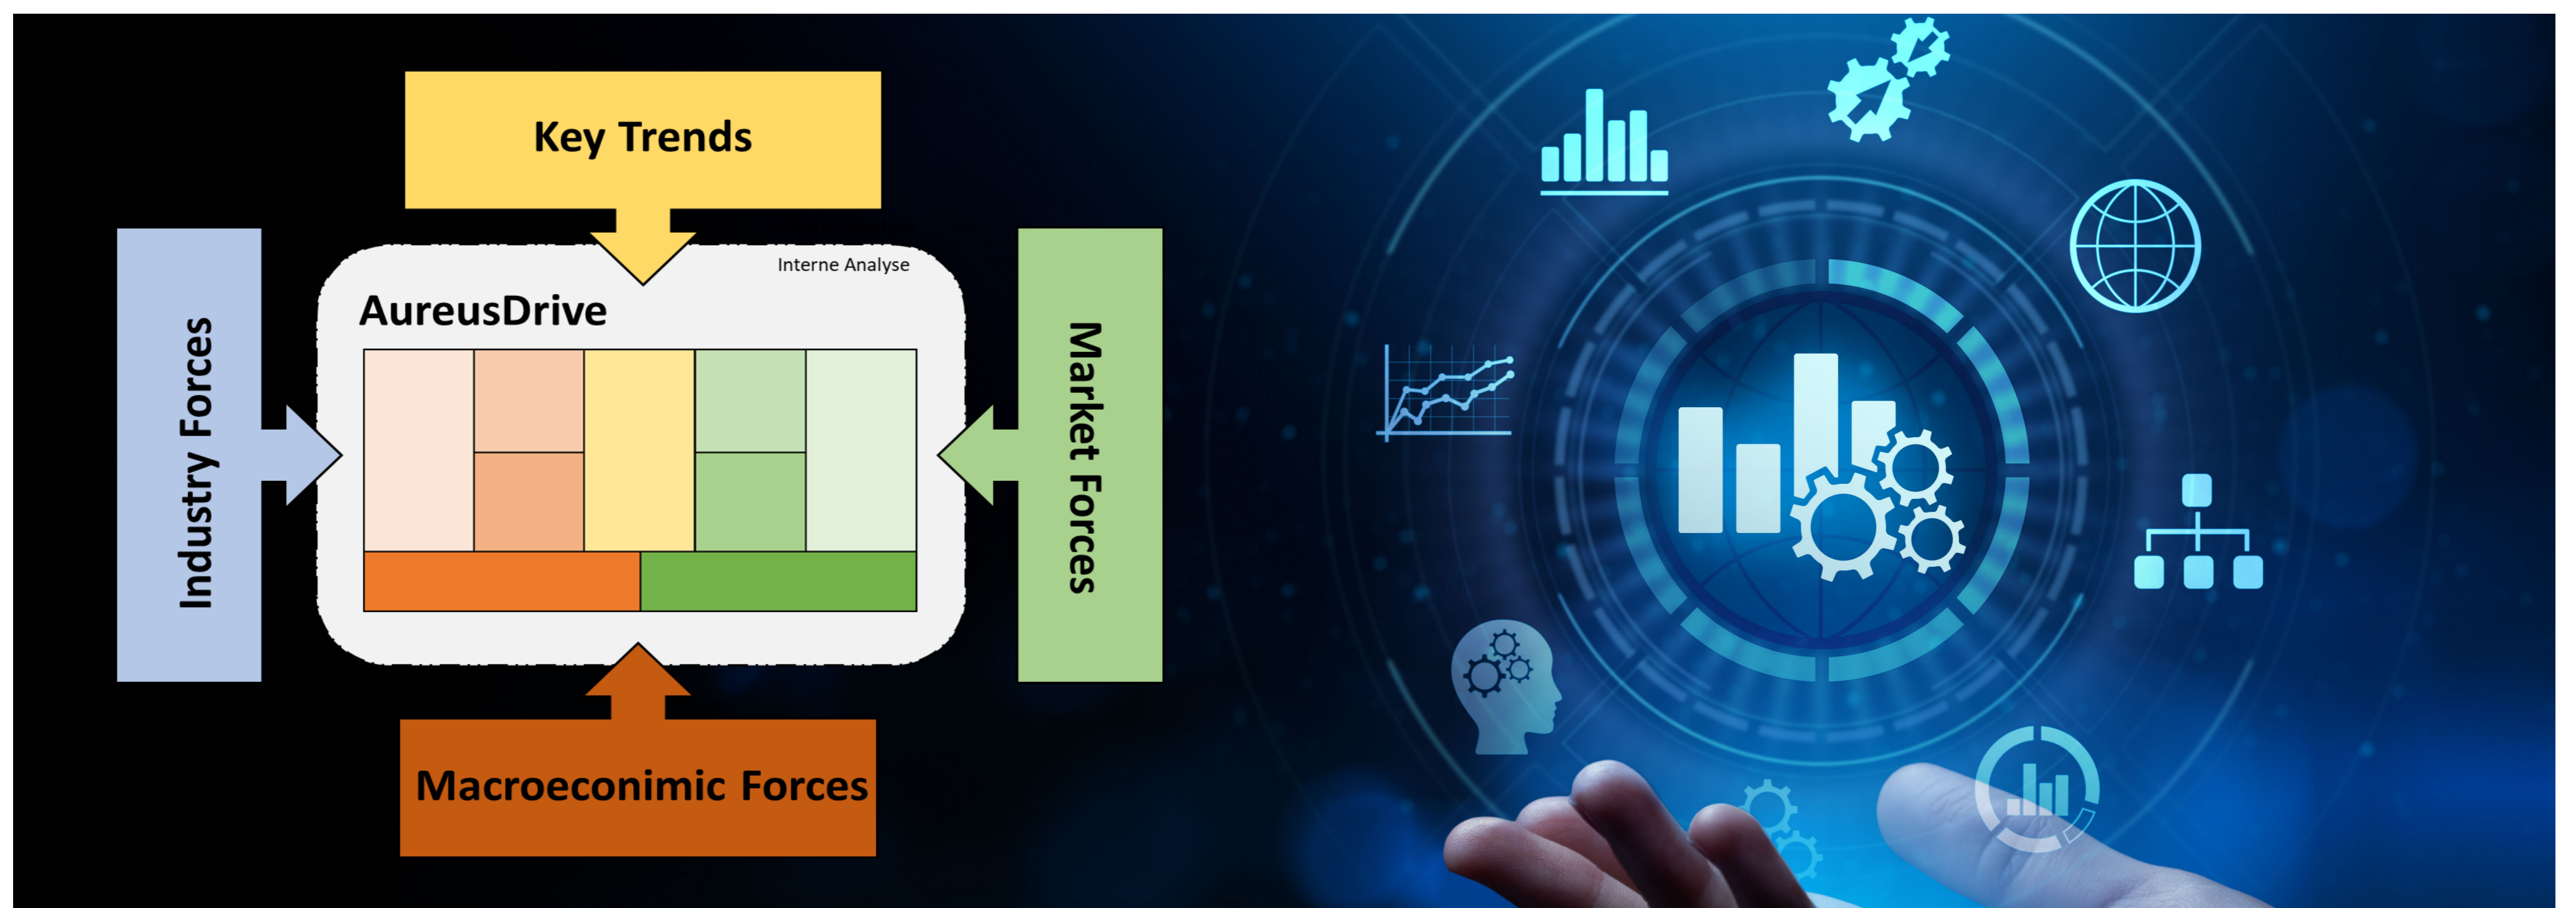 Key Trends
Interne Analyse
AureusDrive
Industry Forces
Market Forces
Macroeconimic Forces